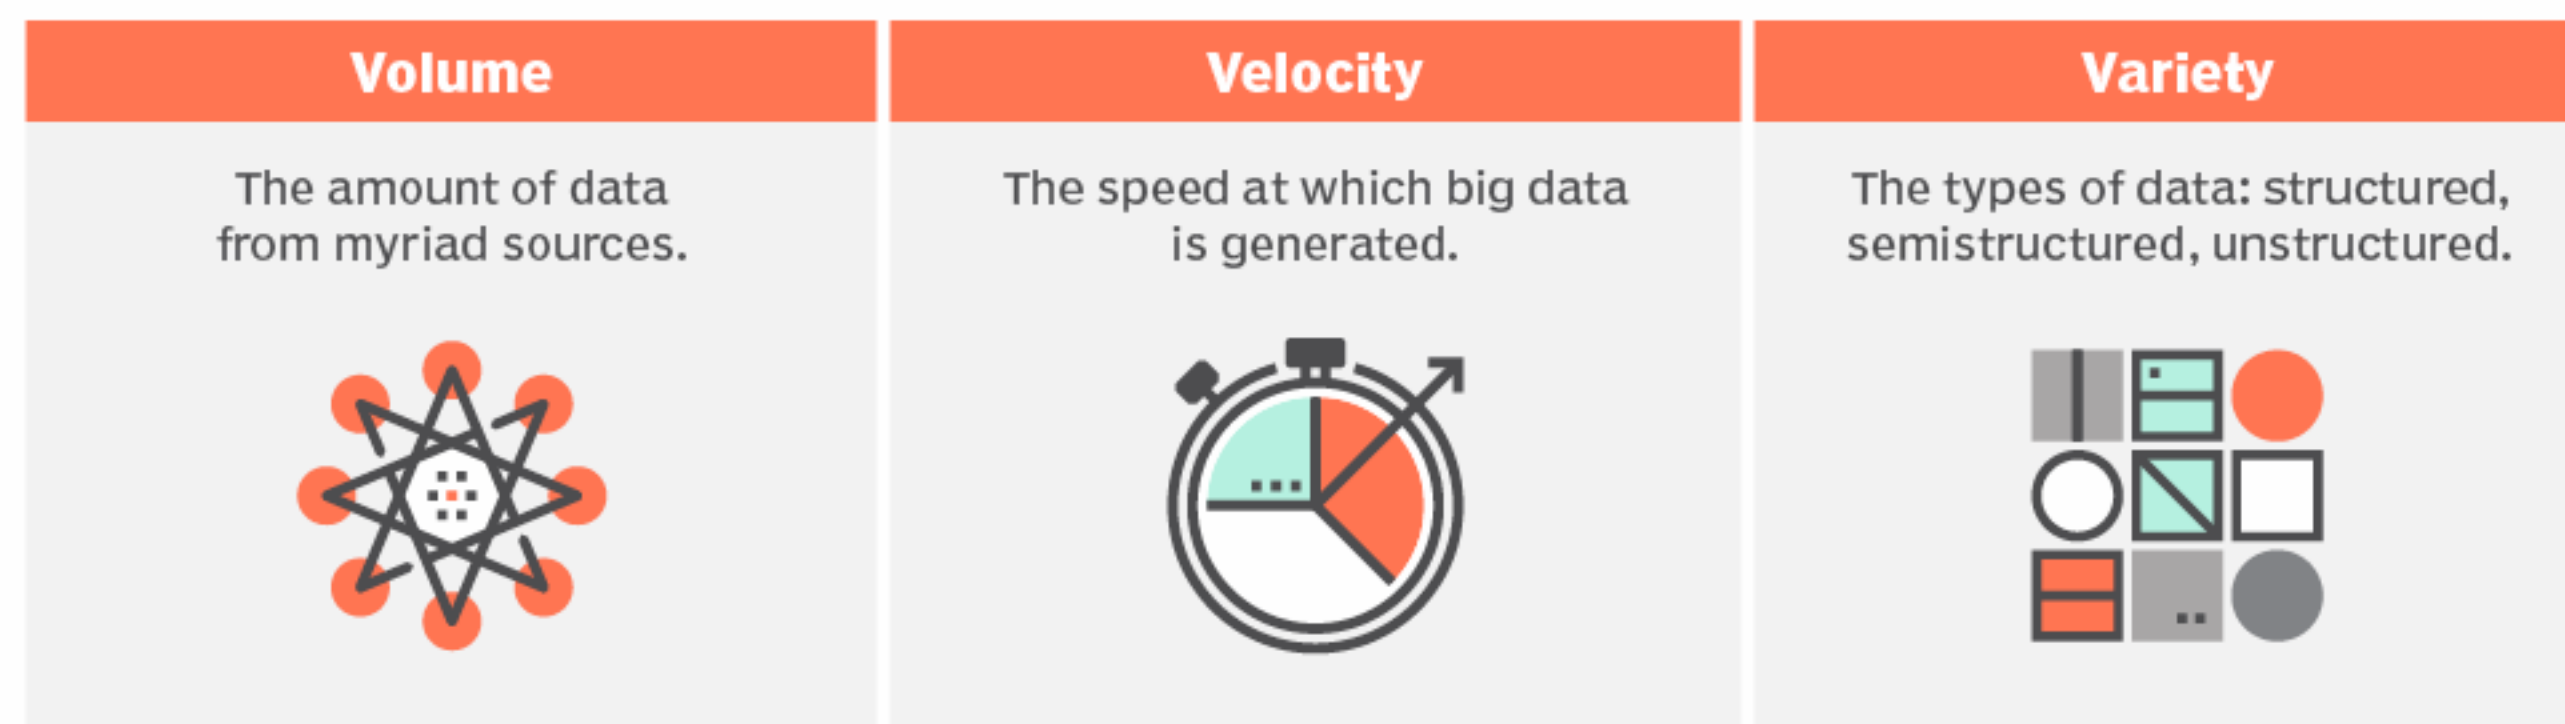 Volume
The amount of data
from myriad sources.
Velocity
The speed at which big data
is generated.
Variety
The types of data: structured,
semistructured, unstructured.